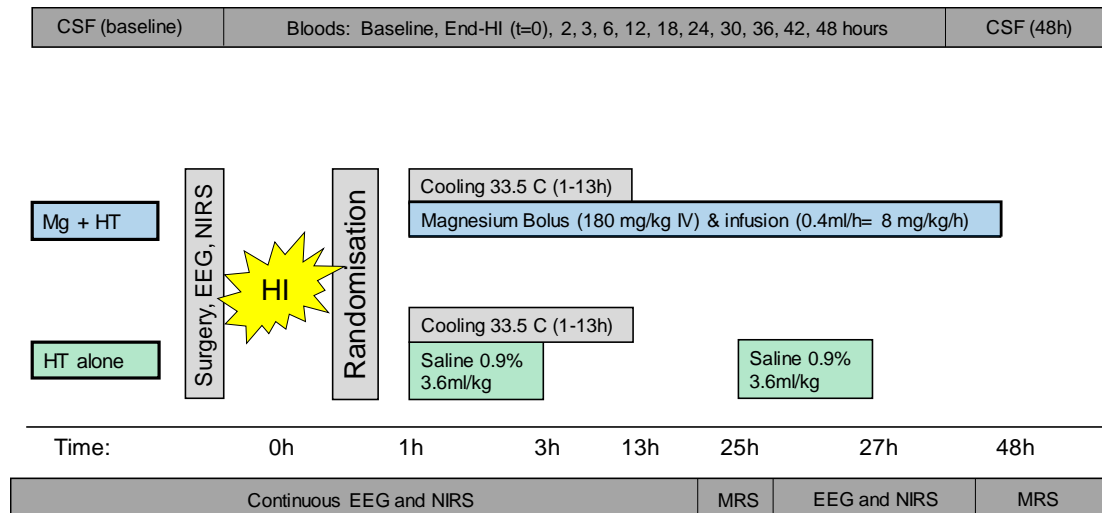 CSF (baseline)
Bloods: Baseline, End-HI (t=0), 2, 3, 6, 12, 18, 24, 30, 36, 42, 48 hours
CSF (48h)
Mg + HT
Surgery, EEG, NIRS
HI
Randomisation
Cooling 33.5 C (1-13h)
Magnesium Bolus (180 mg/kg IV) & infusion (0.4ml/h= 8 mg/kg/h)
HT alone
Cooling 33.5 C (1-13h)
Saline 0.9%
3.6ml/kg
Saline 0.9%
3.6ml/kg
Time: 0h 1h 3h 13h 25h 27h 48h
Continuous EEG and NIRS
MRS
EEG and NIRS
MRS